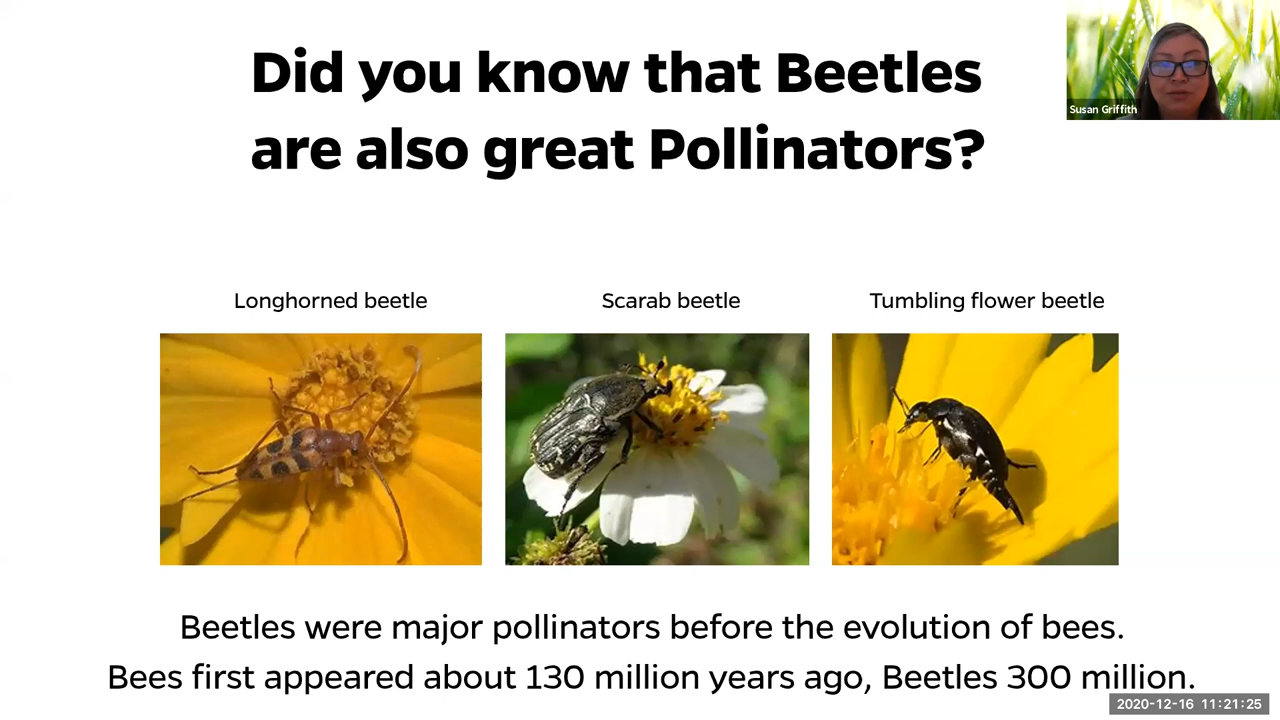 Did you know that Beetles
are also great Pollinators?
Susan Griffith
Longhorned beetle
Scarab beetle
Tumbling flower beetle
Beetles were major pollinators before the evolution of bees.
Bees first appeared about 130 million years ago, Beetles 300 million.
2020-12-16 11:21:25